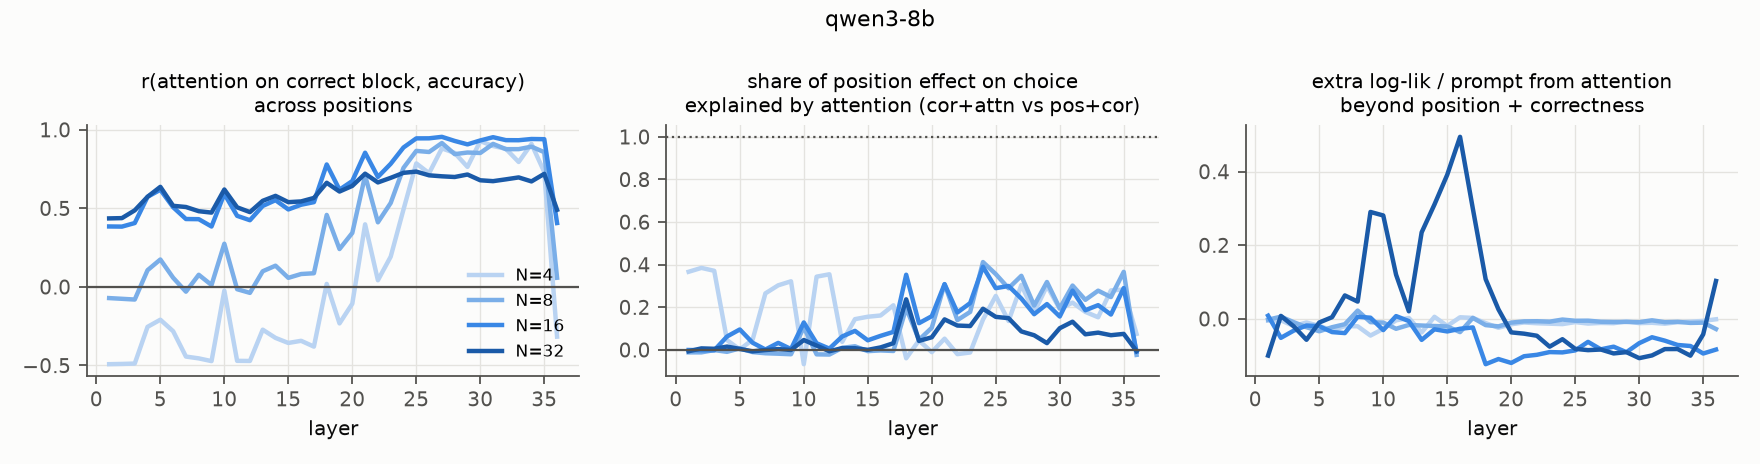 qwen3-8b
r(attention on correct block, accuracy)
across positions
1.0
0.5
0.0
−0.5
N=4
N=8
N=16
N=32
0 5 10 15 20 25 30 35
layer
share of position effect on choice
explained by attention (cor+attn vs pos+cor)
1.0
0.8
0.6
0.4
0.2
0.0
0 5 10 15 20 25 30 35
layer
extra log-lik / prompt from attention
beyond position + correctness
0.4
0.2
0.0
0 5 10 15 20 25 30 35
layer